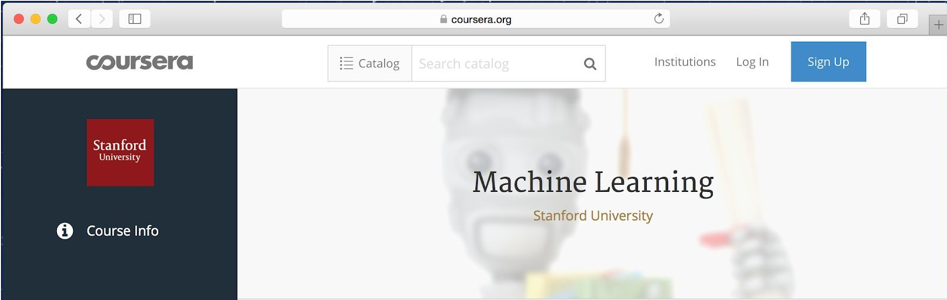 coursera.org
coursera
Catalog
Search catalog
Institutions
Log In
Sign Up
Stanford
University
Machine Learning
Stanford University
Course Info